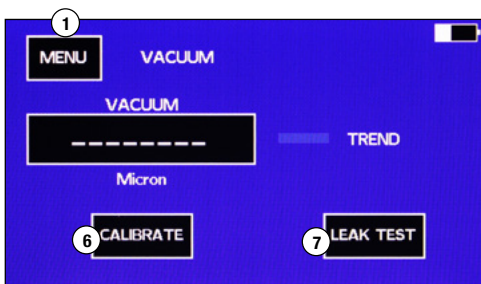 1
MENU VACUUM
VACUUM
-------- TREND
Micron
6 CALIBRATE 7 LEAK TEST